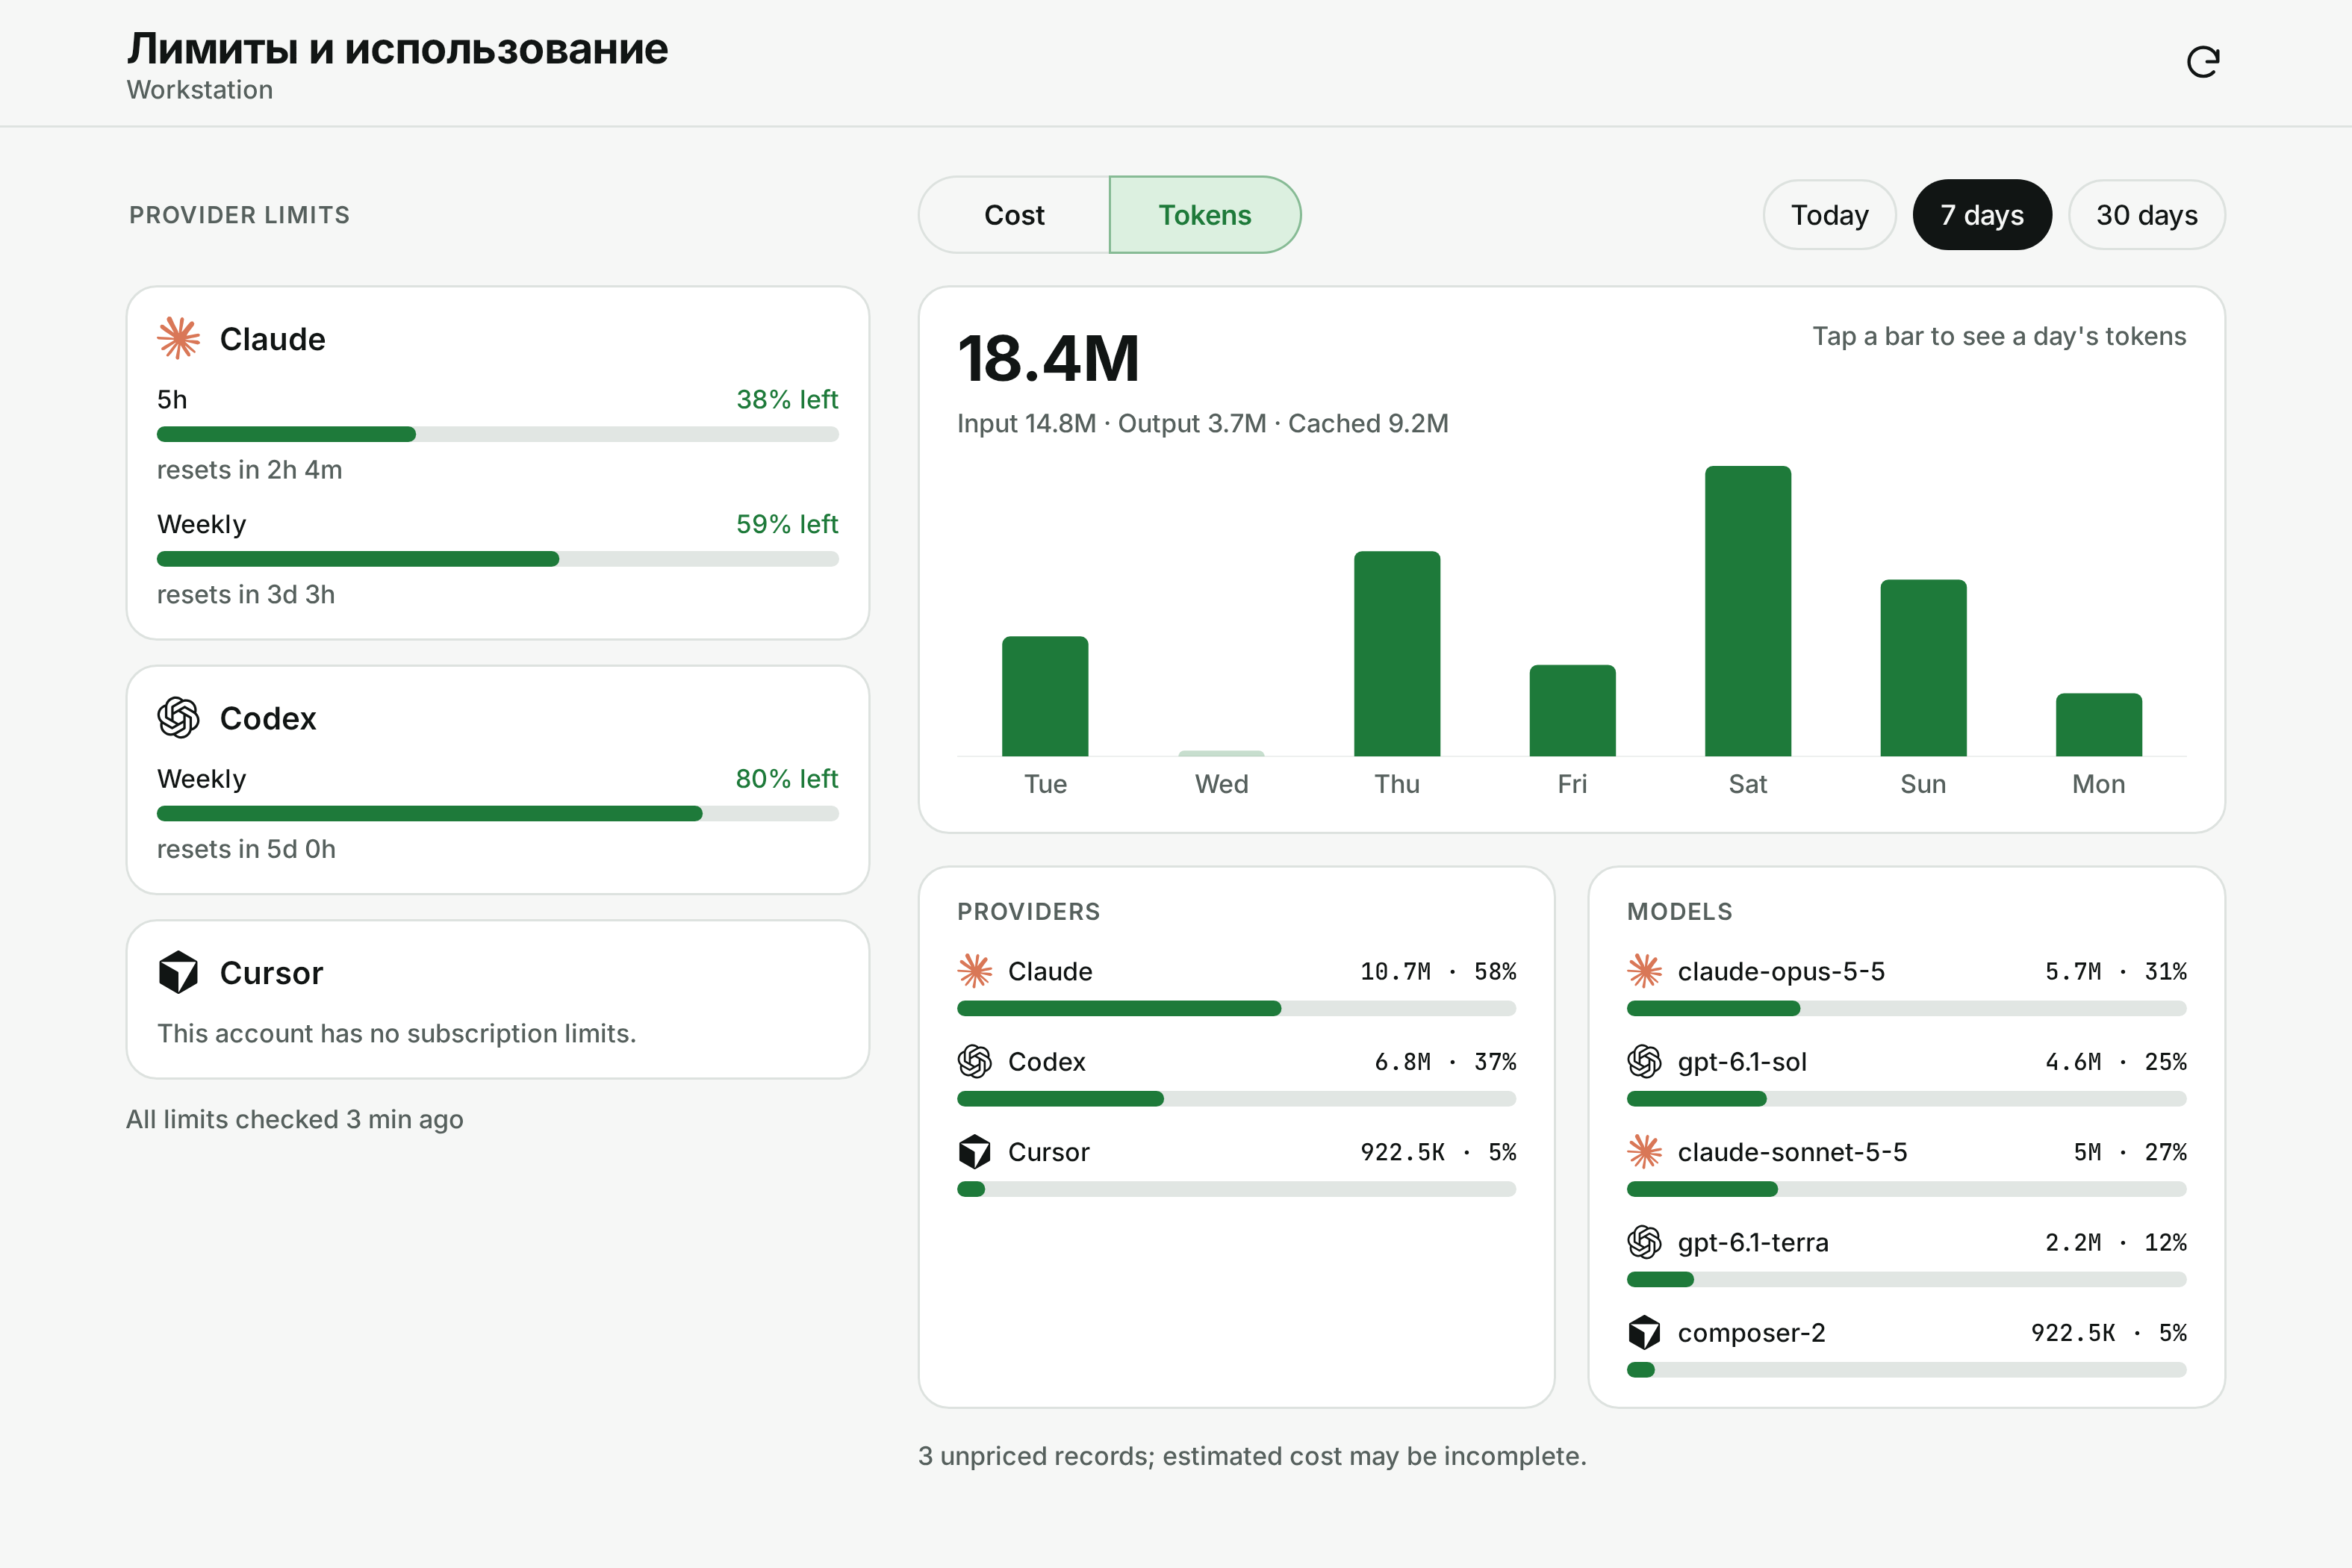 Лимиты и использование
Workstation
PROVIDER LIMITS
Claude
5h 38% left
resets in 2h 4m
Weekly 59% left
resets in 3d 3h
Codex
Weekly 80% left
resets in 5d 0h
Cursor
This account has no subscription limits.
All limits checked 3 min ago
Cost Tokens
Today 7 days 30 days
18.4M
Tap a bar to see a day's tokens
Input 14.8M · Output 3.7M · Cached 9.2M
Tue Wed Thu Fri Sat Sun Mon
PROVIDERS
Claude 10.7M · 58%
Codex 6.8M · 37%
Cursor 922.5K · 5%
MODELS
claude-opus-5-5 5.7M · 31%
gpt-6.1-sol 4.6M · 25%
claude-sonnet-5-5 5M · 27%
gpt-6.1-terra 2.2M · 12%
composer-2 922.5K · 5%
3 unpriced records; estimated cost may be incomplete.